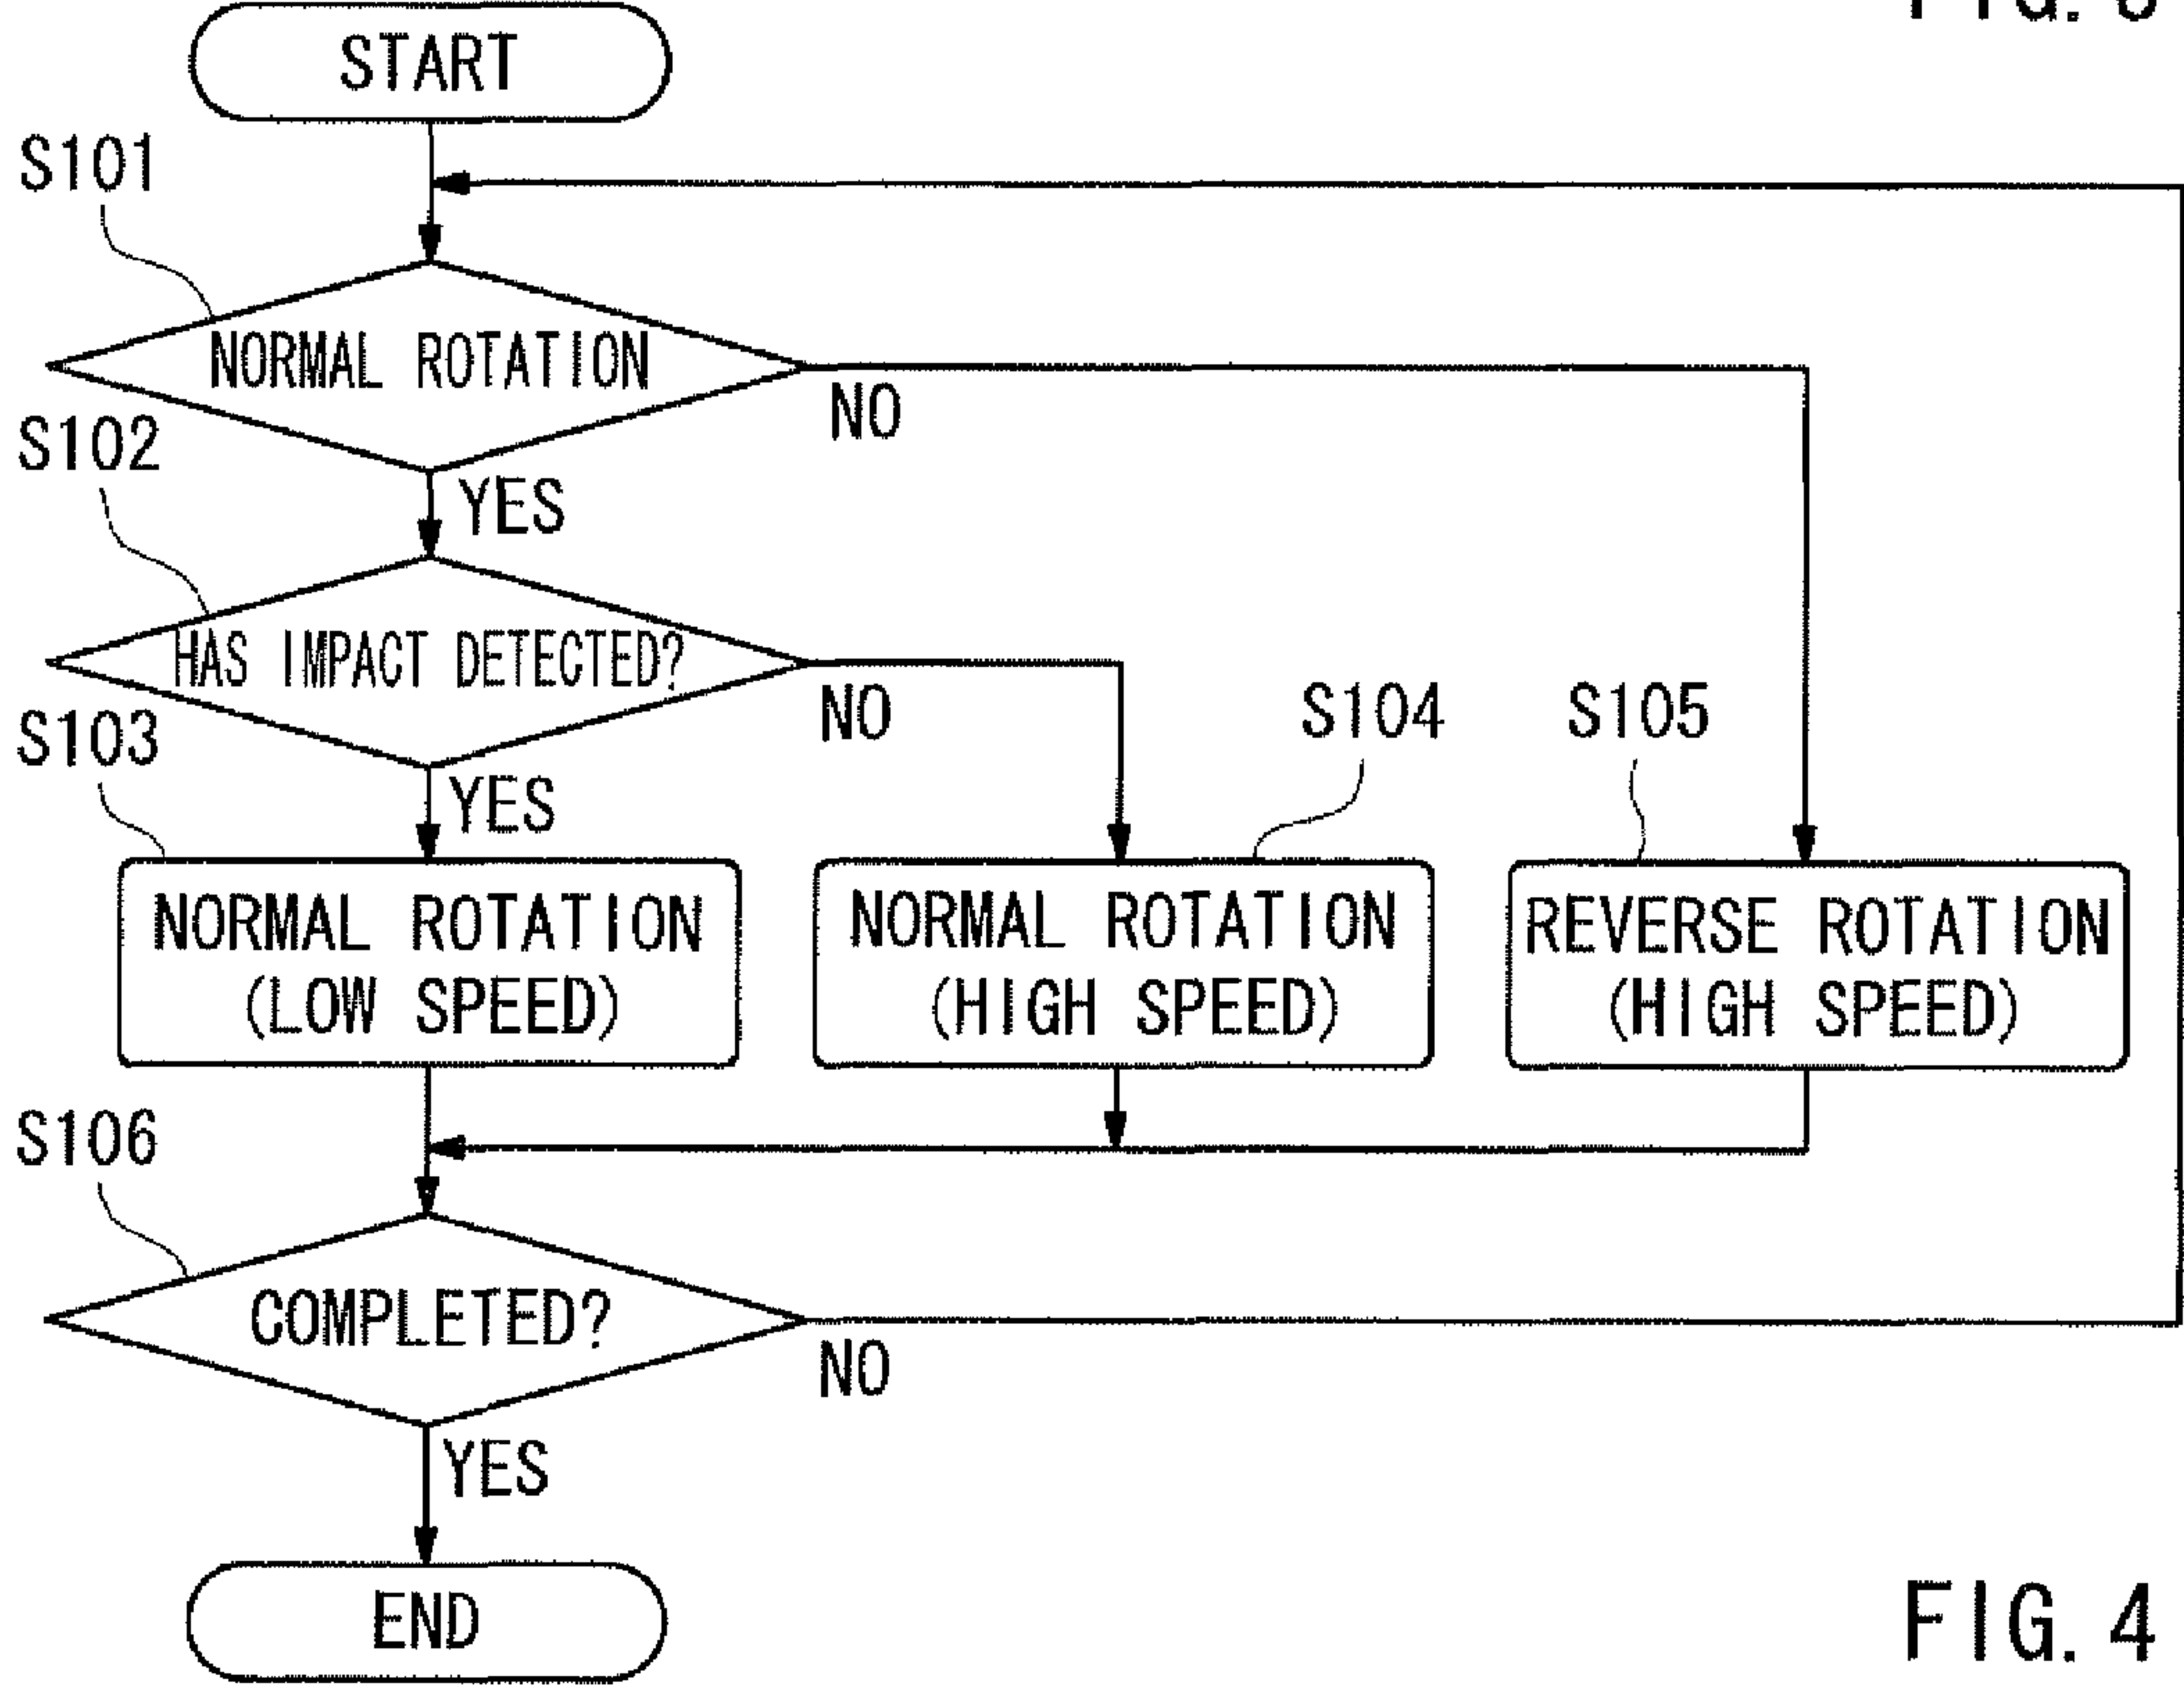 START
S101
NORMAL ROTATION
NO
S102
YES
HAS IMPACT DETECTED?
NO
S103
S104
S105
YES
NORMAL ROTATION
(LOW SPEED)
NORMAL ROTATION
(HIGH SPEED)
REVERSE ROTATION
(HIGH SPEED)
S106
COMPLETED?
NO
YES
END
FIG. 4